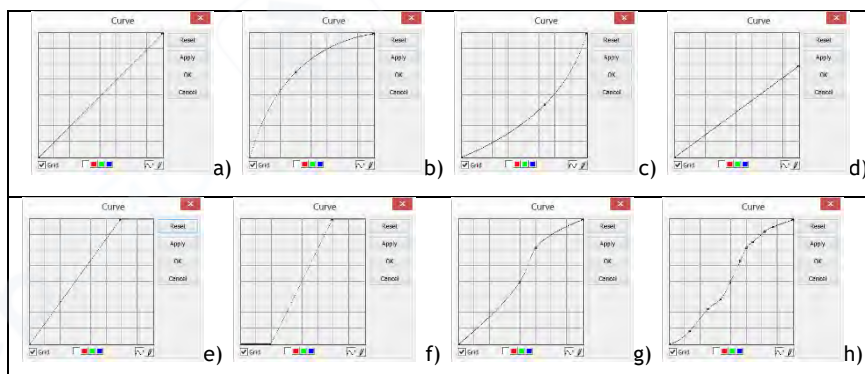 Curve
Reset
Apply
OK
Cancel
Grid
a)
Curve
Reset
Apply
OK
Cancel
Grid
b)
Curve
Reset
Apply
OK
Cancel
Grid
c)
Curve
Reset
Apply
OK
Cancel
Grid
d)
Curve
Reset
Apply
OK
Cancel
Grid
e)
Curve
Reset
Apply
OK
Cancel
Grid
f)
Curve
Reset
Apply
OK
Cancel
Grid
g)
Curve
Reset
Apply
OK
Cancel
Grid
h)